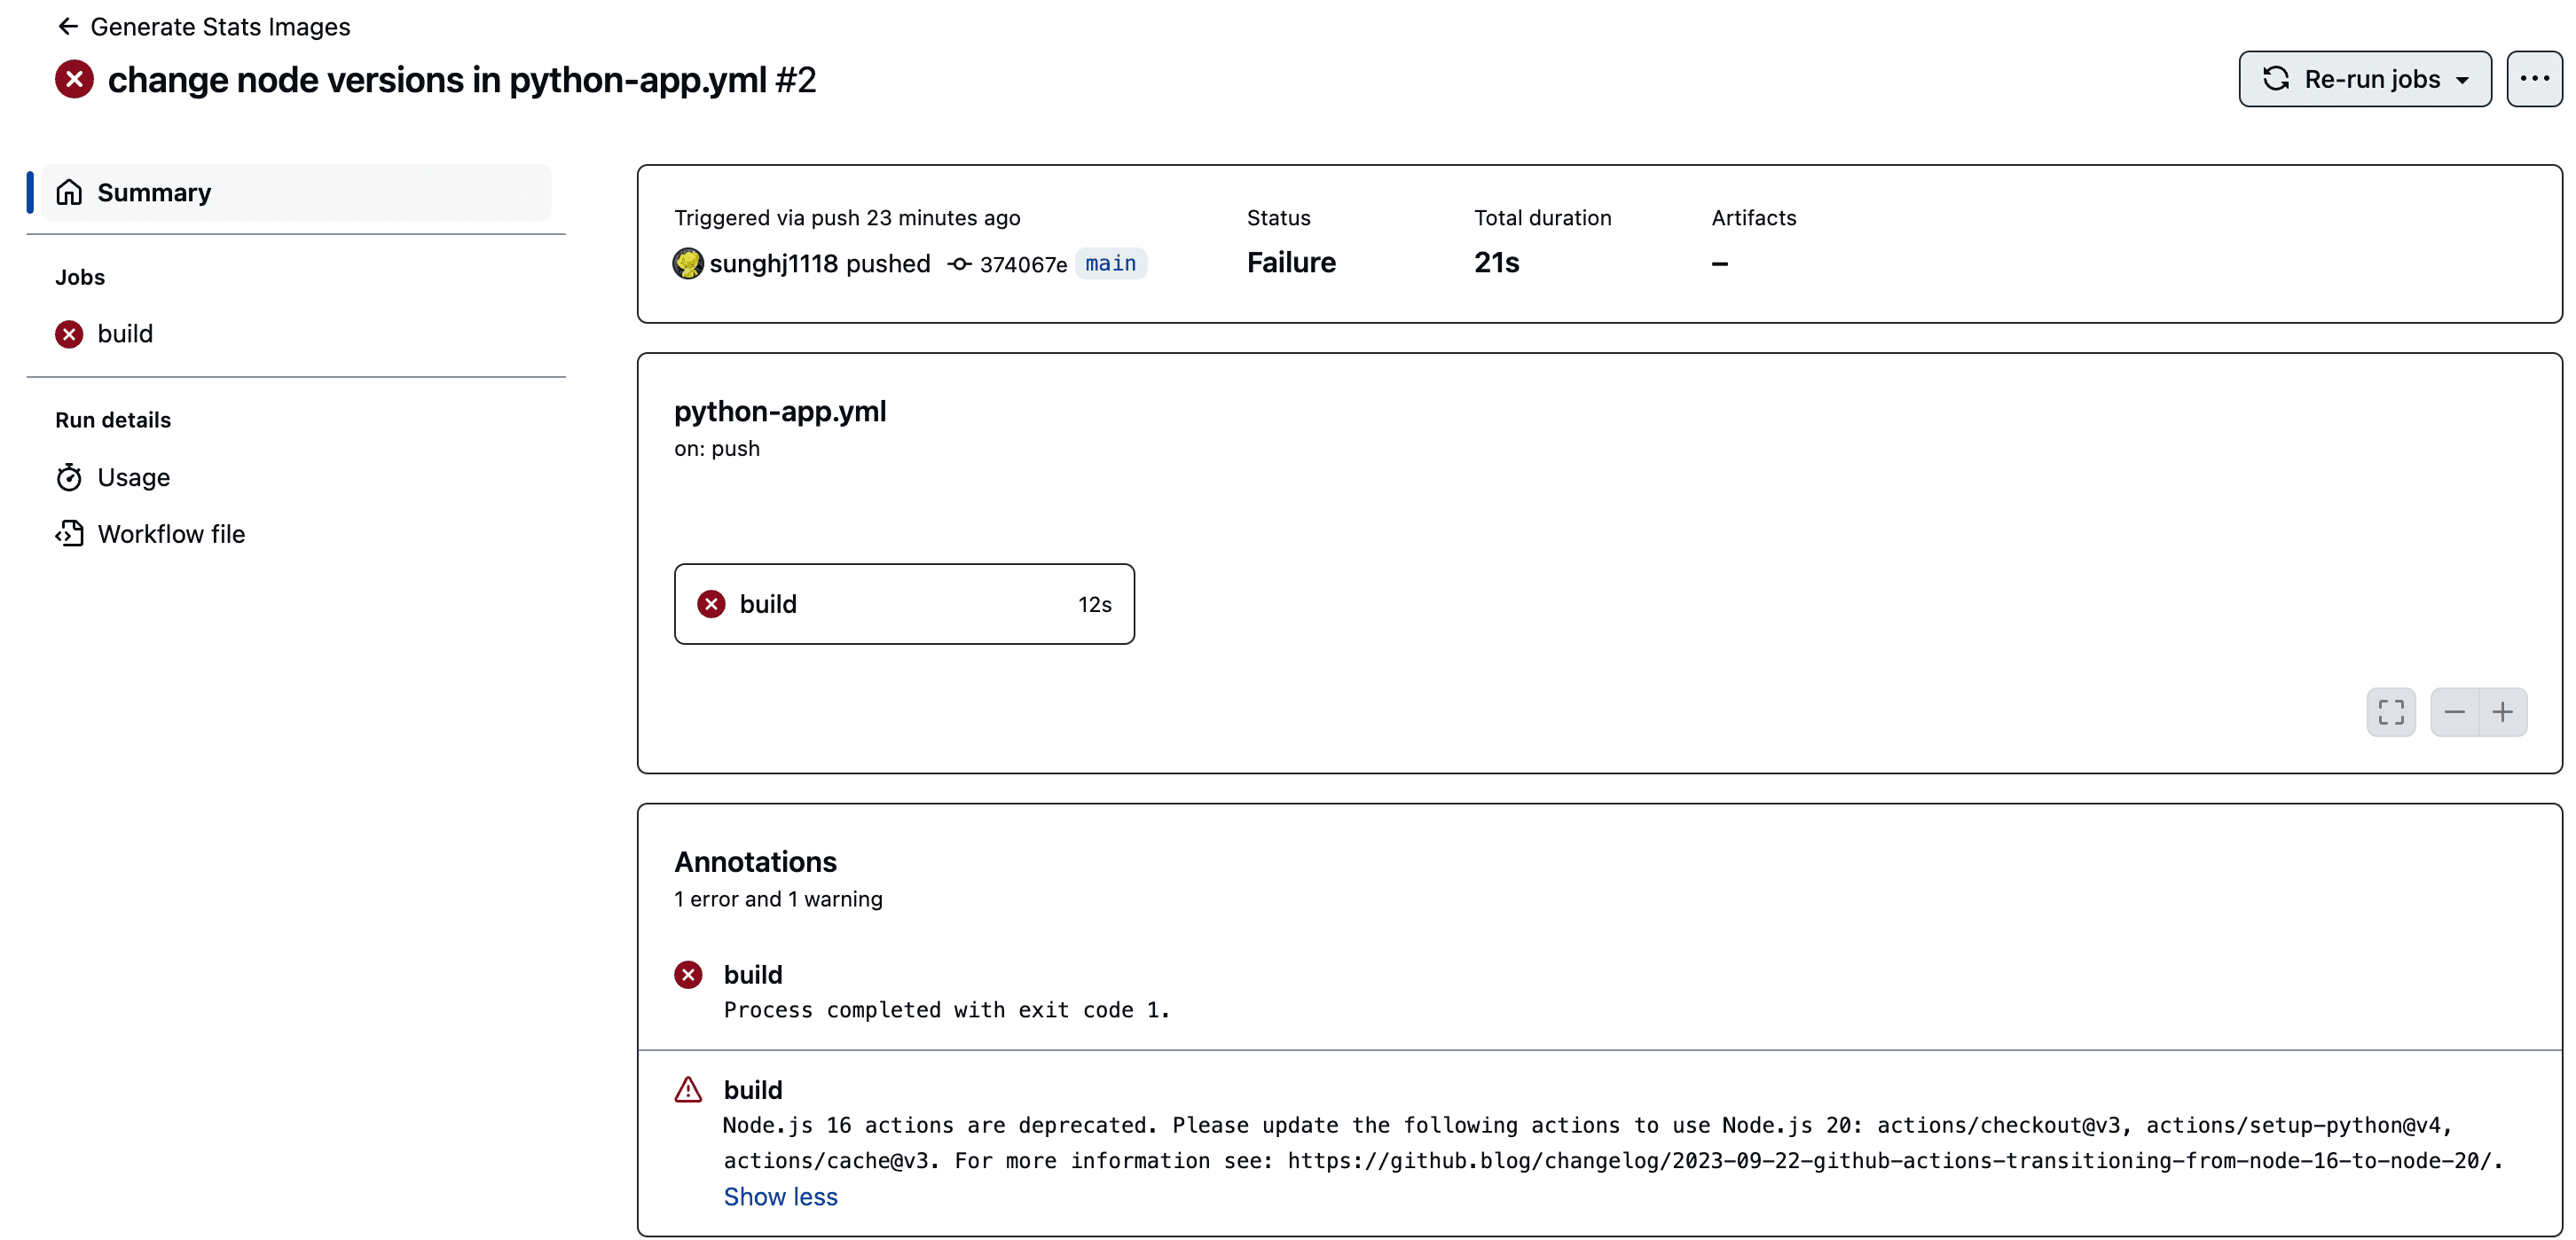 Generate Stats Images
change node versions in python-app.yml #2
Re-run jobs
Summary
Jobs
build
Run details
Usage
Workflow file
Triggered via push 23 minutes ago
sunghj1118 pushed 374067e main
Status
Failure
Total duration
21s
Artifacts
–
python-app.yml
on: push
build 12s
Annotations
1 error and 1 warning
build
Process completed with exit code 1.
build
Node.js 16 actions are deprecated. Please update the following actions to use Node.js 20: actions/checkout@v3, actions/setup-python@v4,
actions/cache@v3. For more information see: https://github.blog/changelog/2023-09-22-github-actions-transitioning-from-node-16-to-node-20/.
Show less